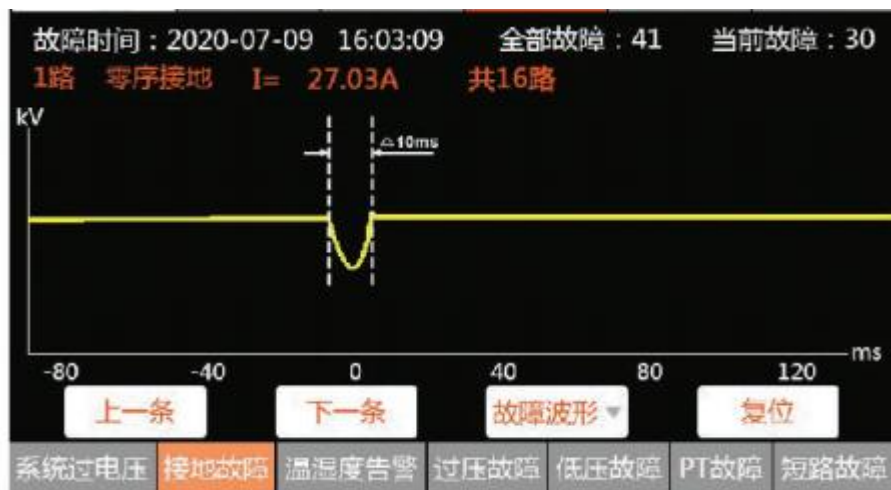 故障时间：2020-07-09 16:03:09 全部故障：41 当前故障：30
1路 零序接地 I= 27.03A 共16路
kV
⌓10ms
ms
-80 -40 0 40 80 120
上一条 下一条 故障波形 复位
系统过电压 接地故障 温湿度告警 过压故障 低压故障 PT故障 短路故障